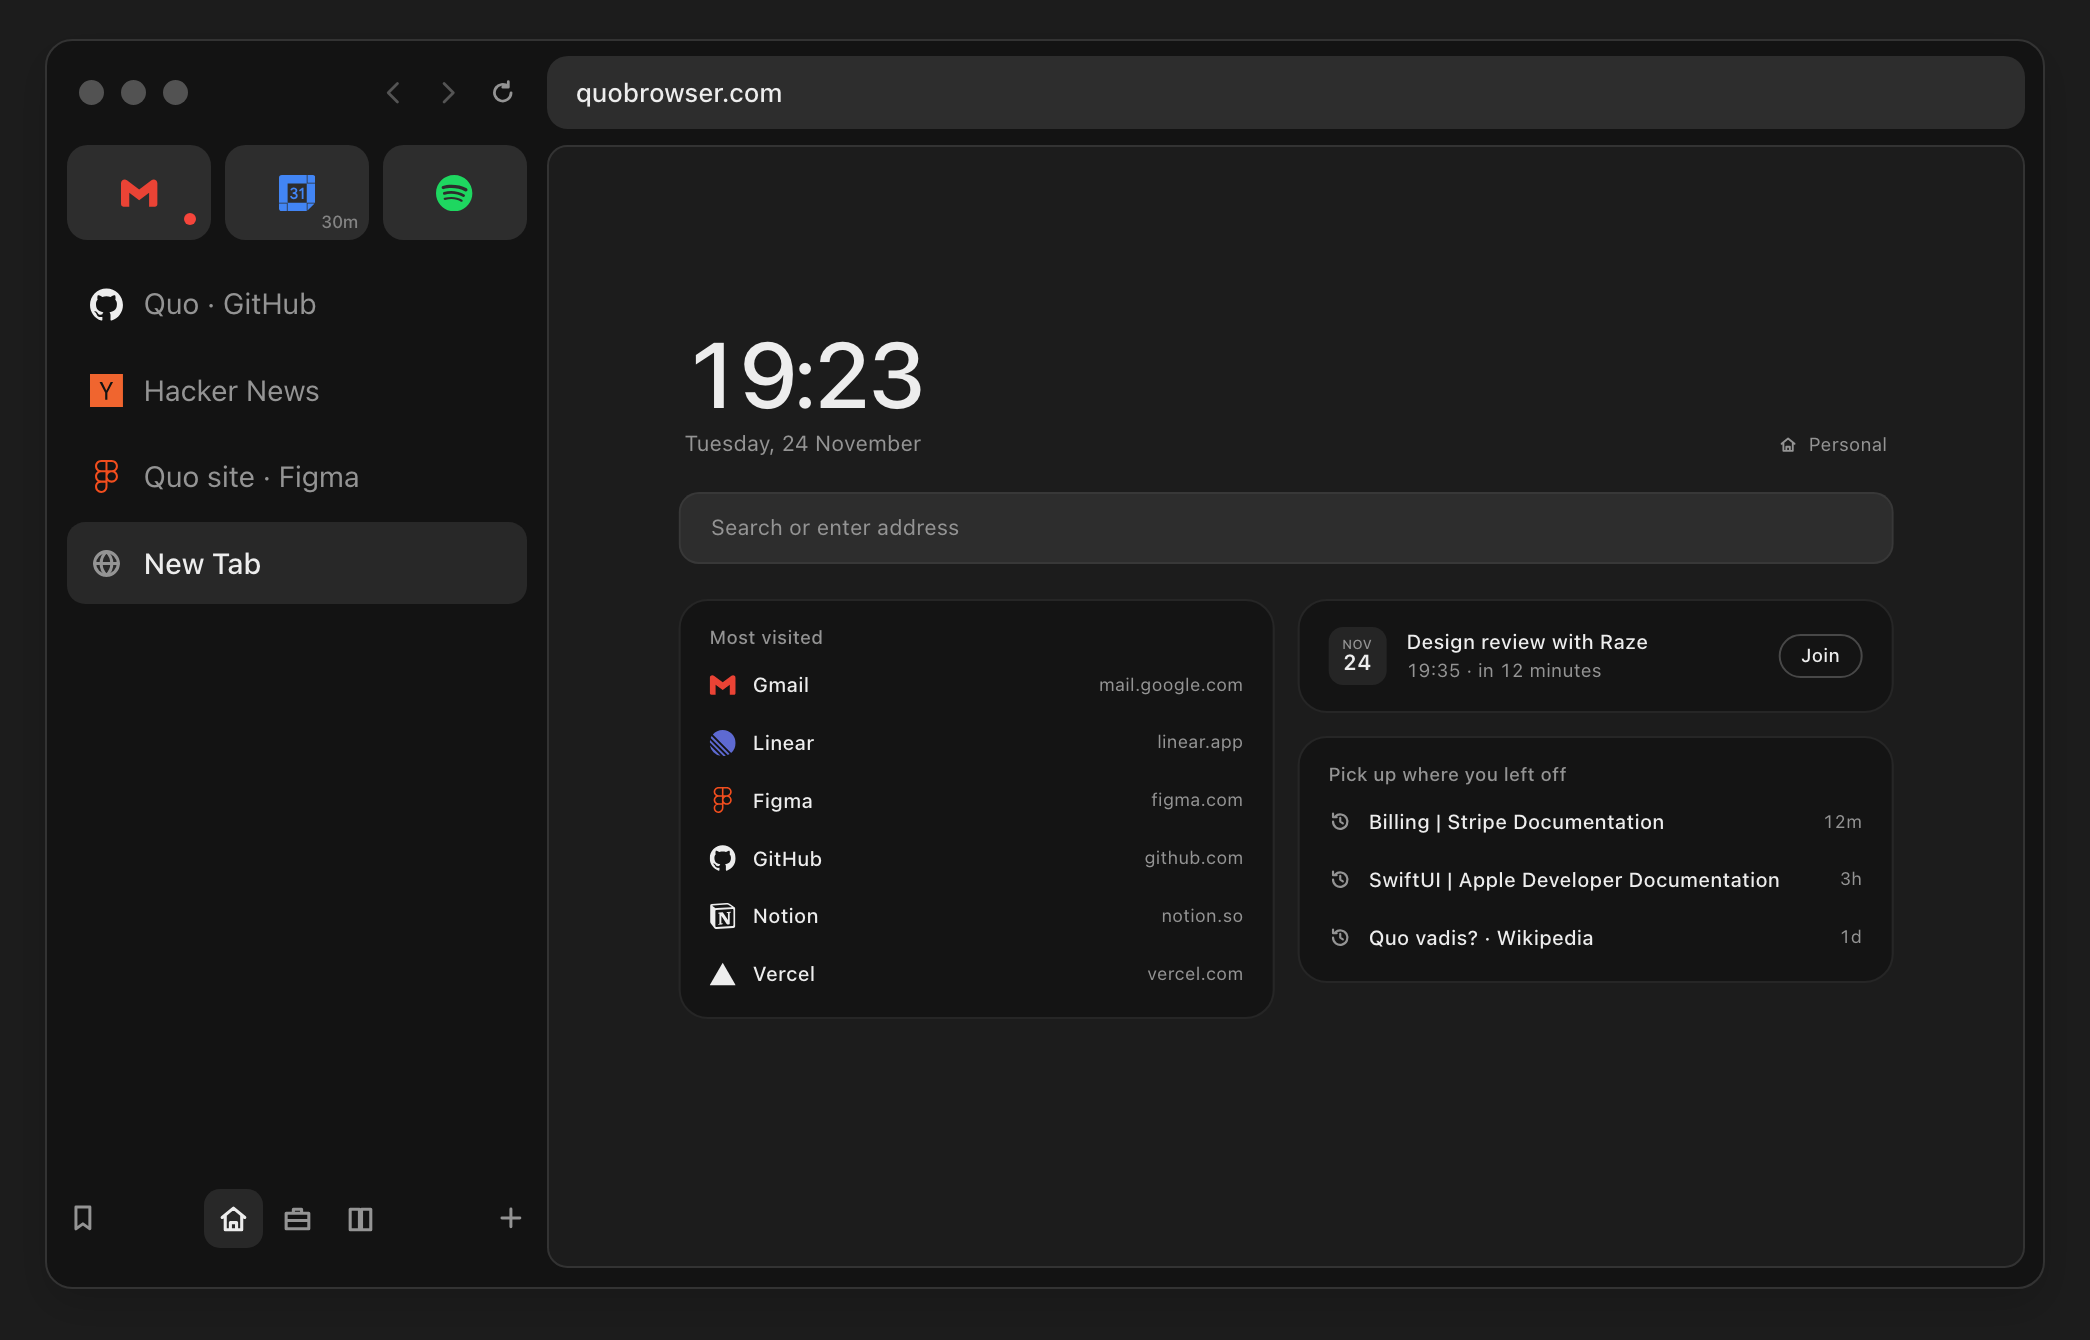 quobrowser.com
31
30m
Quo · GitHub
Y
Hacker News
Quo site · Figma
New Tab
19:23
Tuesday, 24 November
Personal
Search or enter address
Most visited
Gmail mail.google.com
Linear linear.app
Figma figma.com
GitHub github.com
N
Notion notion.so
Vercel vercel.com
NOV
24
Design review with Raze
19:35 · in 12 minutes
Join
Pick up where you left off
Billing | Stripe Documentation 12m
SwiftUI | Apple Developer Documentation 3h
Quo vadis? · Wikipedia 1d